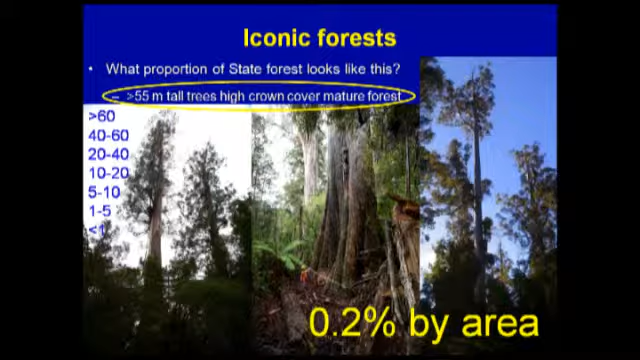 Iconic forests
• What proportion of State forest looks like this?
– >55 m tall trees high crown cover mature forest
>60
40-60
20-40
10-20
5-10
1-5
<1
0.2% by area